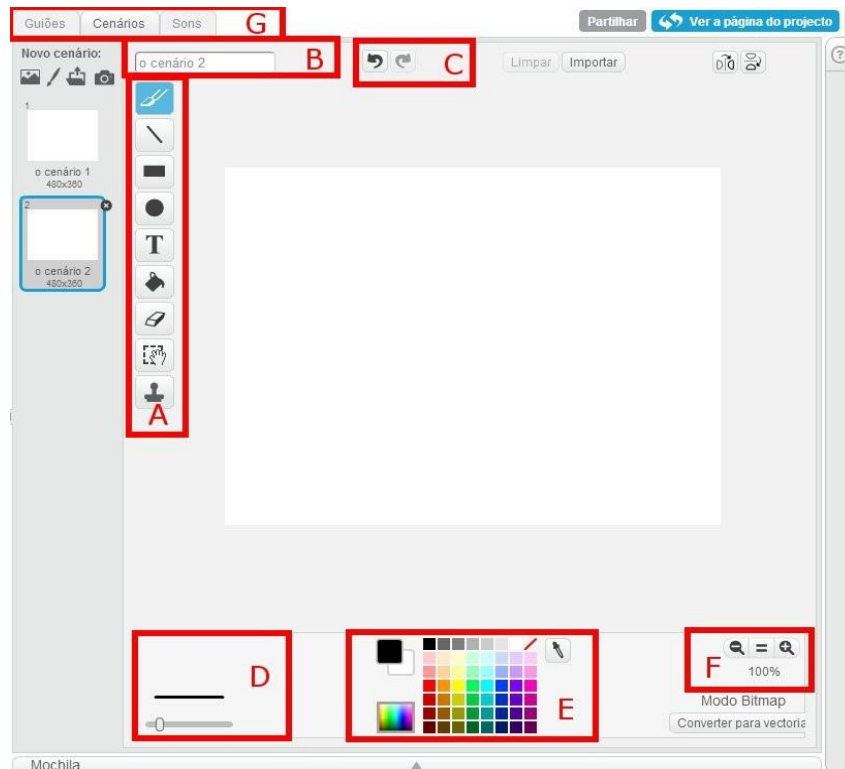 Guiões Cenários Sons G Partilhar Ver a página do projecto
Novo cenário:
o cenário 2 B C Limpar Importar
1
o cenário 1
480x360
2
o cenário 2
480x360
T
A
D
E
F
100%
Modo Bitmap
Converter para vectoria
Mochila
?